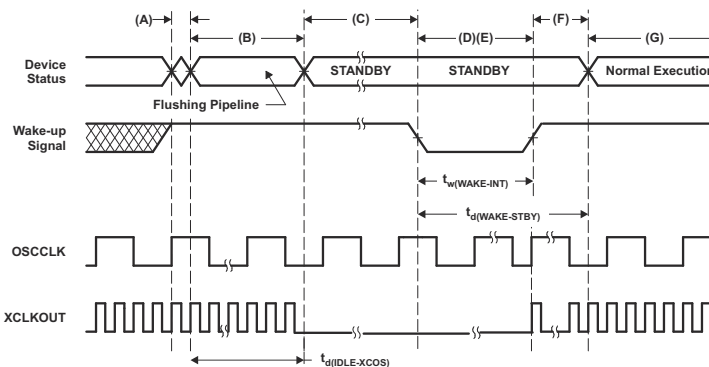 (A)
(B)
(C)
(D)(E)
(F)
(G)
Device
Status
STANDBY
STANDBY
Normal Execution
Flushing Pipeline
Wake-up
Signal
tw(WAKE-INT)
td(WAKE-STBY)
OSCCLK
XCLKOUT
td(IDLE-XCOS)